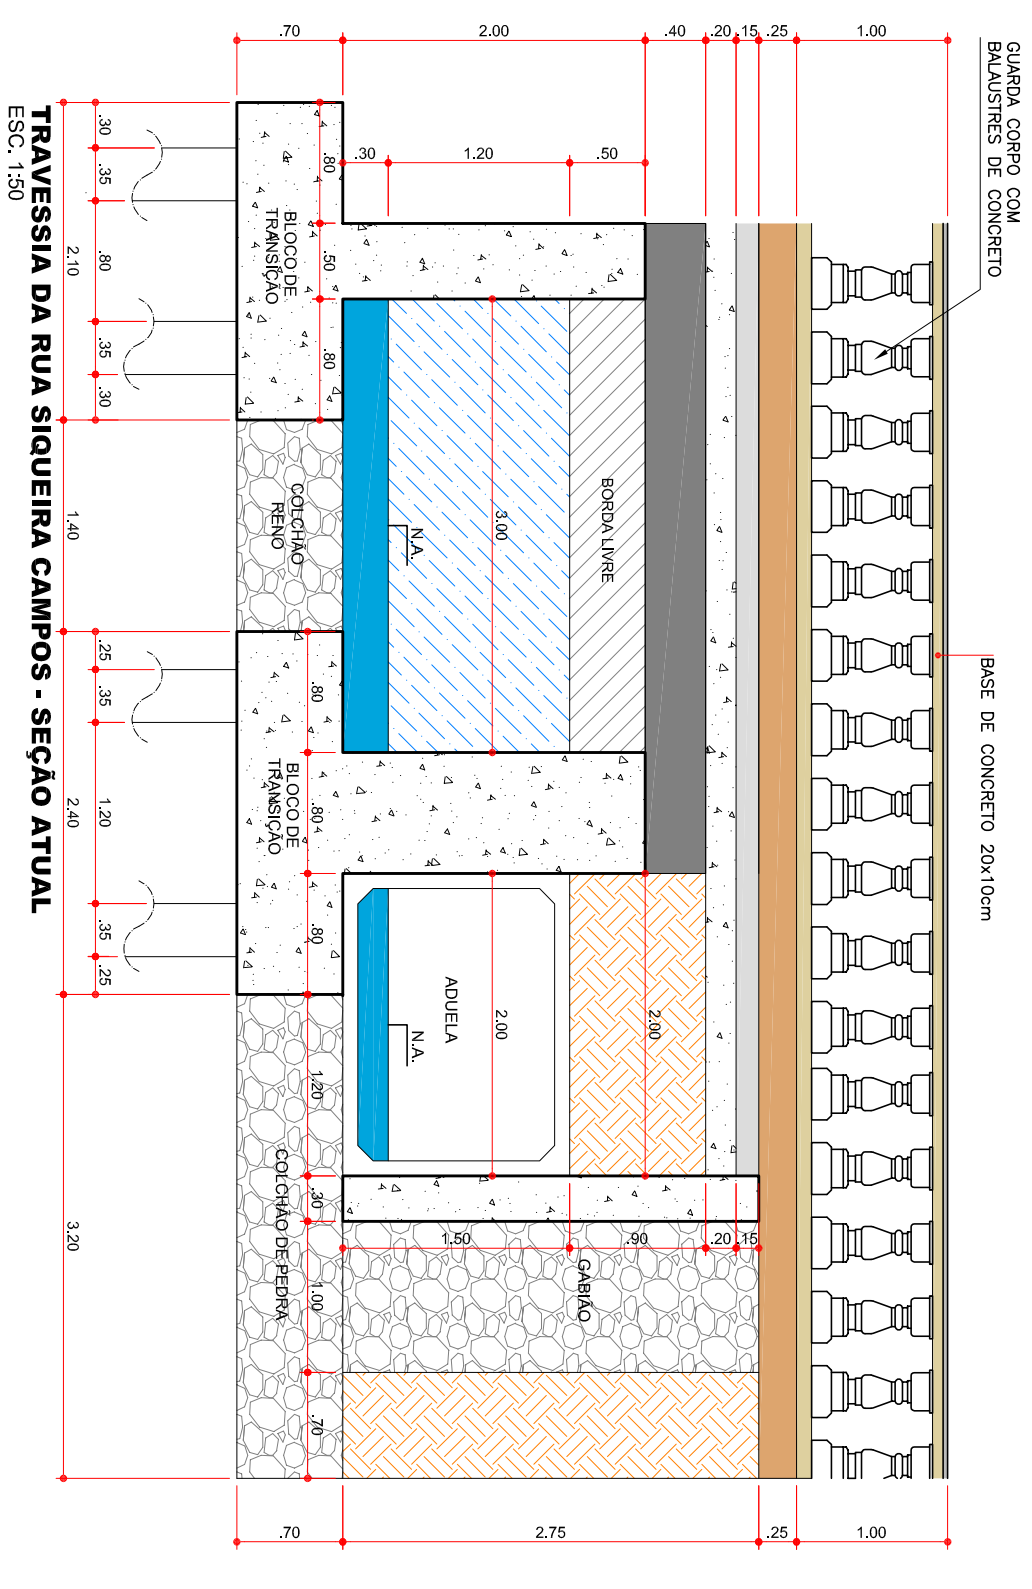 GUARDA CORPO COM
BALAUSTRES DE CONCRETO
BASE DE CONCRETO 20x10cm
1.00
.25
.15
.20
.40
2.00
.70
.50
1.20
.30
BORDA LIVRE
3.00
N.A.
2.00
2.00
ADUELA
N.A.
.15
.20
.90
1.50
GABIÃO
1.00
.25
2.75
.70
.80
.50
.80
BLOCO DE
TRANSIÇÃO
COLCHÃO
RENO
.80
.80
.80
BLOCO DE
TRANSIÇÃO
1.20
.30
1.00
.70
COLCHÃO DE PEDRA
.30
.35
.80
.35
.30
.25
.35
1.20
.35
.25
2.10
1.40
2.40
3.20
TRAVESSIA DA RUA SIQUEIRA CAMPOS - SEÇÃO ATUAL
ESC. 1:50